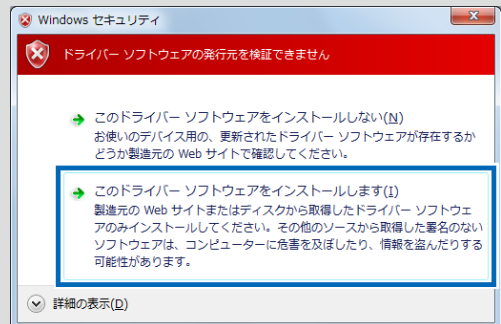 Windows セキュリティ
ドライバー ソフトウェアの発行元を検証できません
このドライバー ソフトウェアをインストールしない(N)
お使いのデバイス用の、更新されたドライバー ソフトウェアが存在するか
どうか製造元の Web サイトで確認してください。
このドライバー ソフトウェアをインストールします(I)
製造元の Web サイトまたはディスクから取得したドライバー ソフトウェ
アのみインストールしてください。その他のソースから取得した署名のない
ソフトウェアは、コンピューターに危害を及ぼしたり、情報を盗んだりする
可能性があります。
詳細の表示(D)